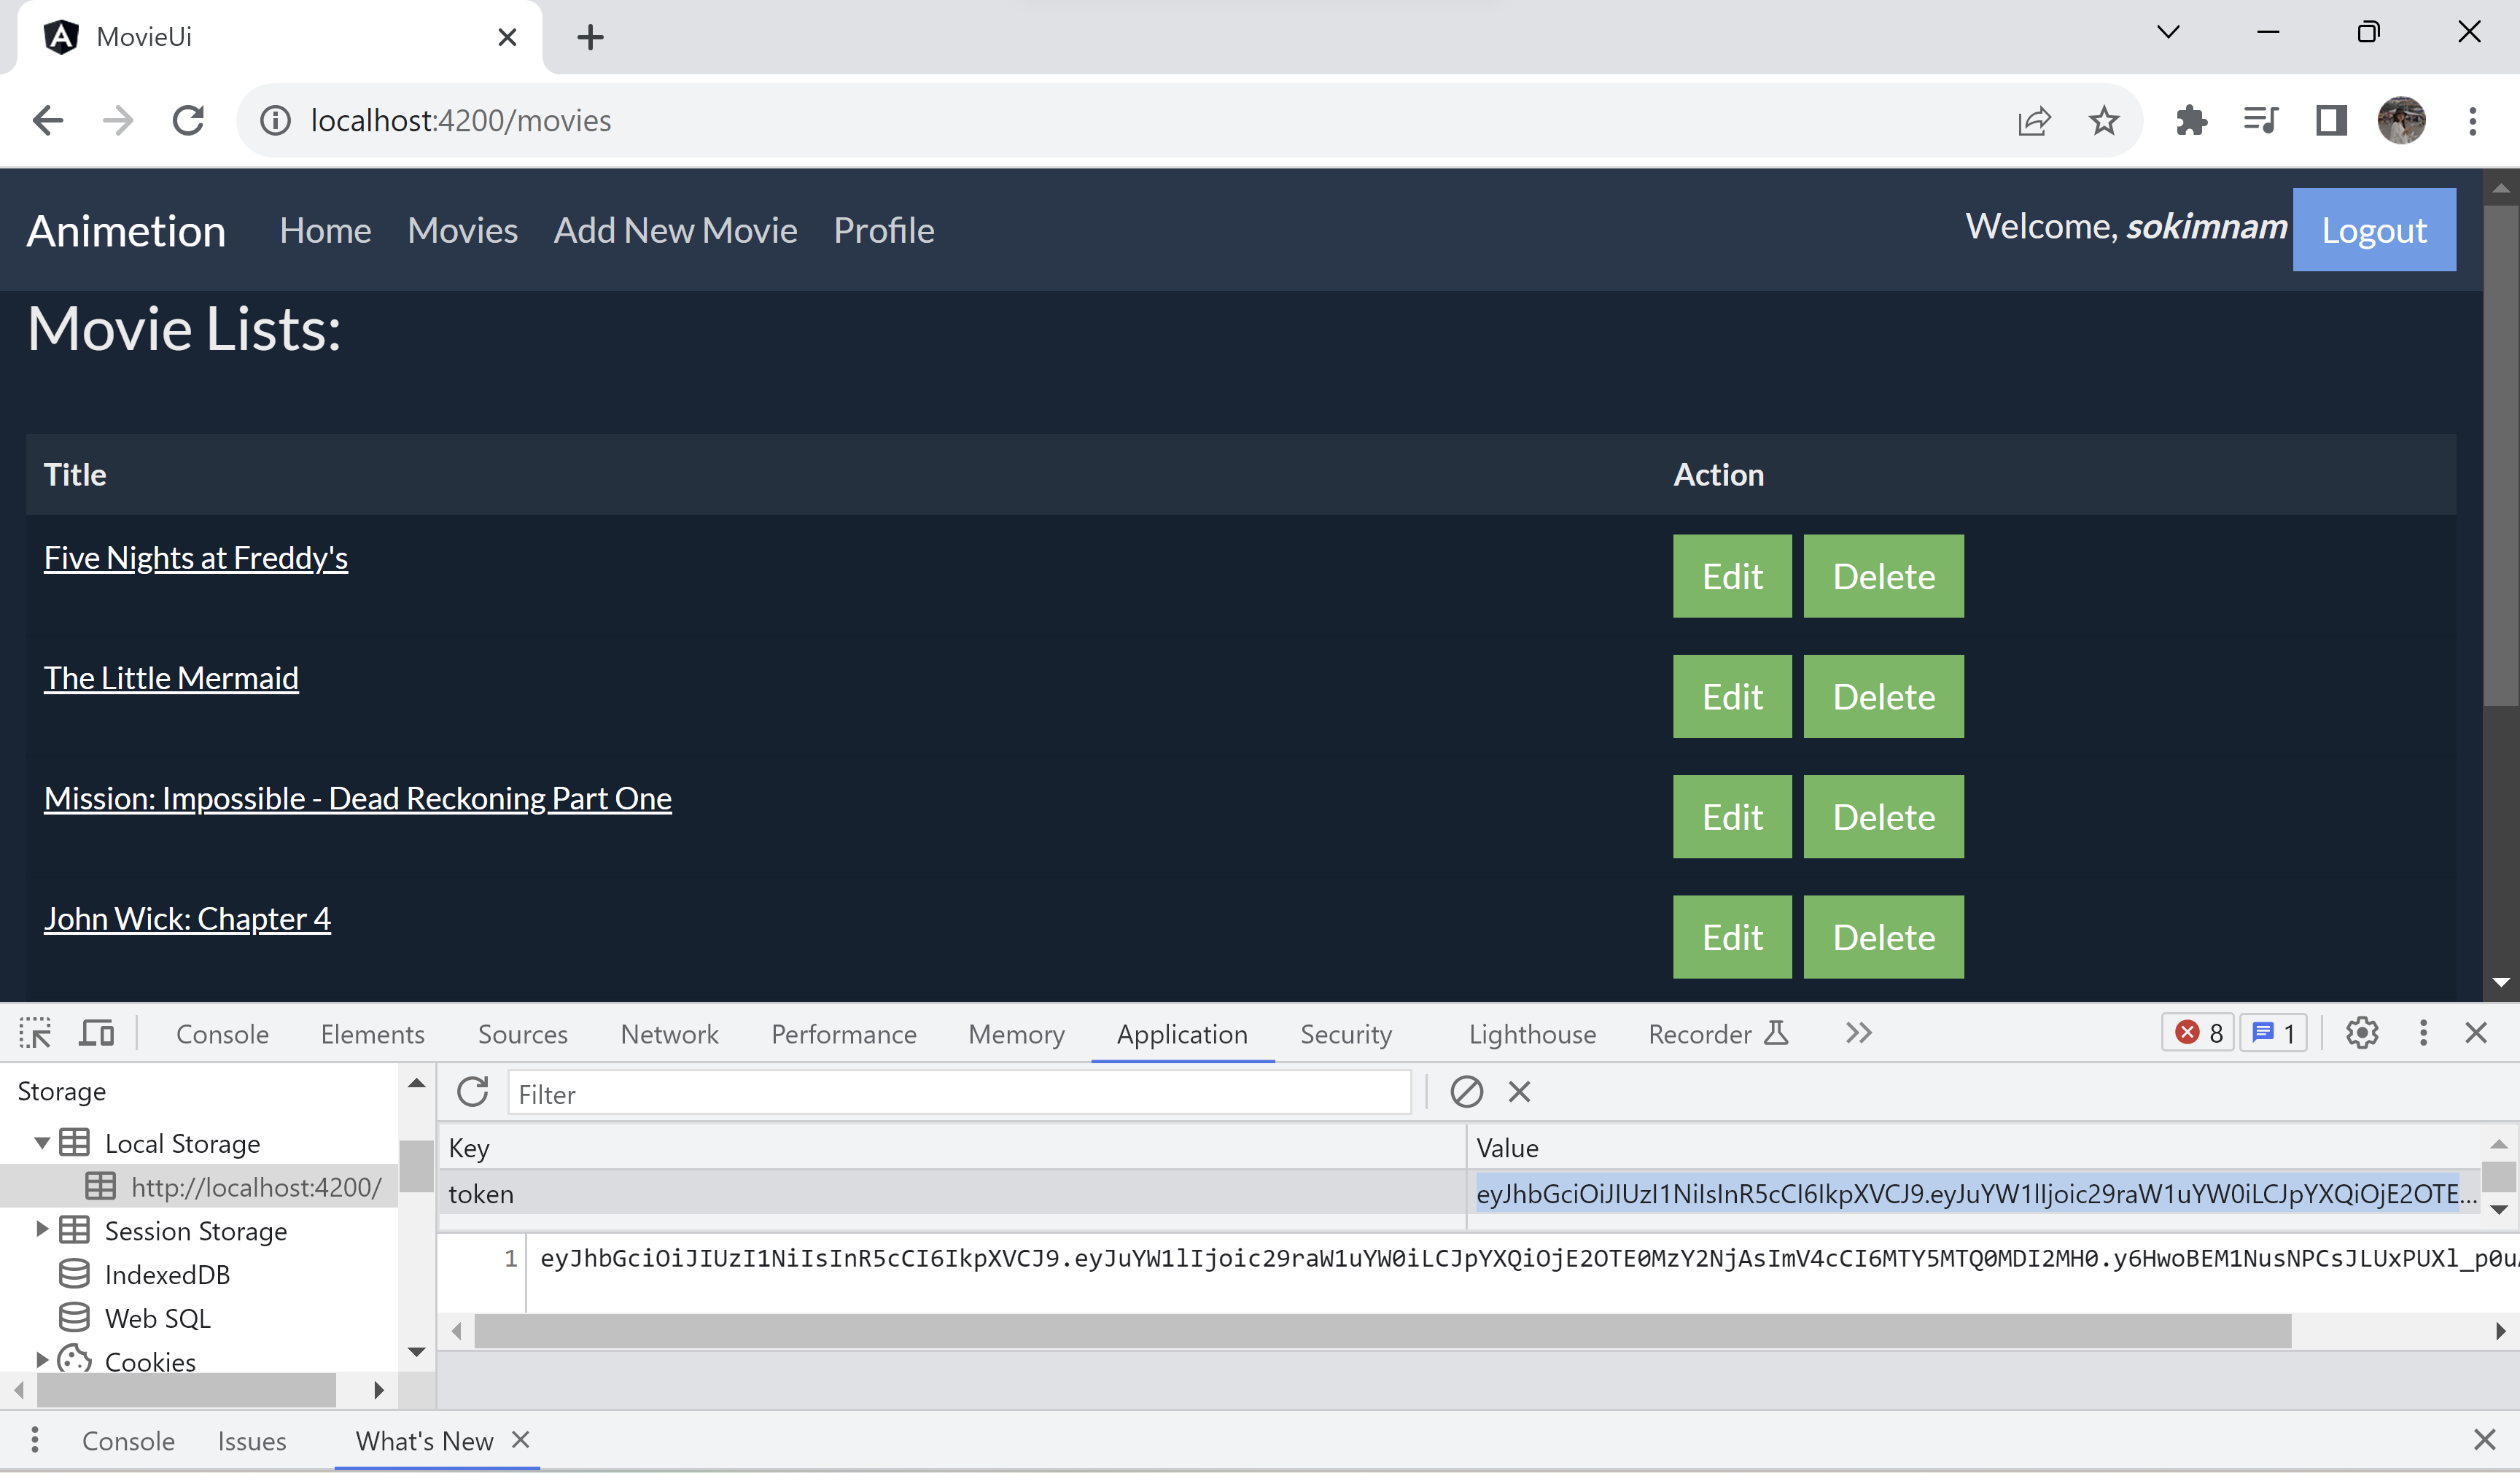 MovieUi
localhost:4200/movies
Animetion Home Movies Add New Movie Profile Welcome, sokimnam Logout
Movie Lists:
Title Action
Five Nights at Freddy's Edit Delete
The Little Mermaid Edit Delete
Mission: Impossible - Dead Reckoning Part One Edit Delete
John Wick: Chapter 4 Edit Delete
Console Elements Sources Network Performance Memory Application Security Lighthouse Recorder 8 1
Storage Filter
Local Storage Key Value
http://localhost:4200/ token eyJhbGciOiJIUzI1NiIsInR5cCI6IkpXVCJ9.eyJuYW1lIjoic29raW1uYW0iLCJpYXQiOjE2OTE...
Session Storage
1 eyJhbGciOiJIUzI1NiIsInR5cCI6IkpXVCJ9.eyJuYW1lIjoic29raW1uYW0iLCJpYXQiOjE2OTE0MzY2NjAsImV4cCI6MTY5MTQ0MDI2MH0.y6HwoBEM1NusNPCsJLUxPUXl_p0u
IndexedDB
Web SQL
Cookies
Console Issues What's New